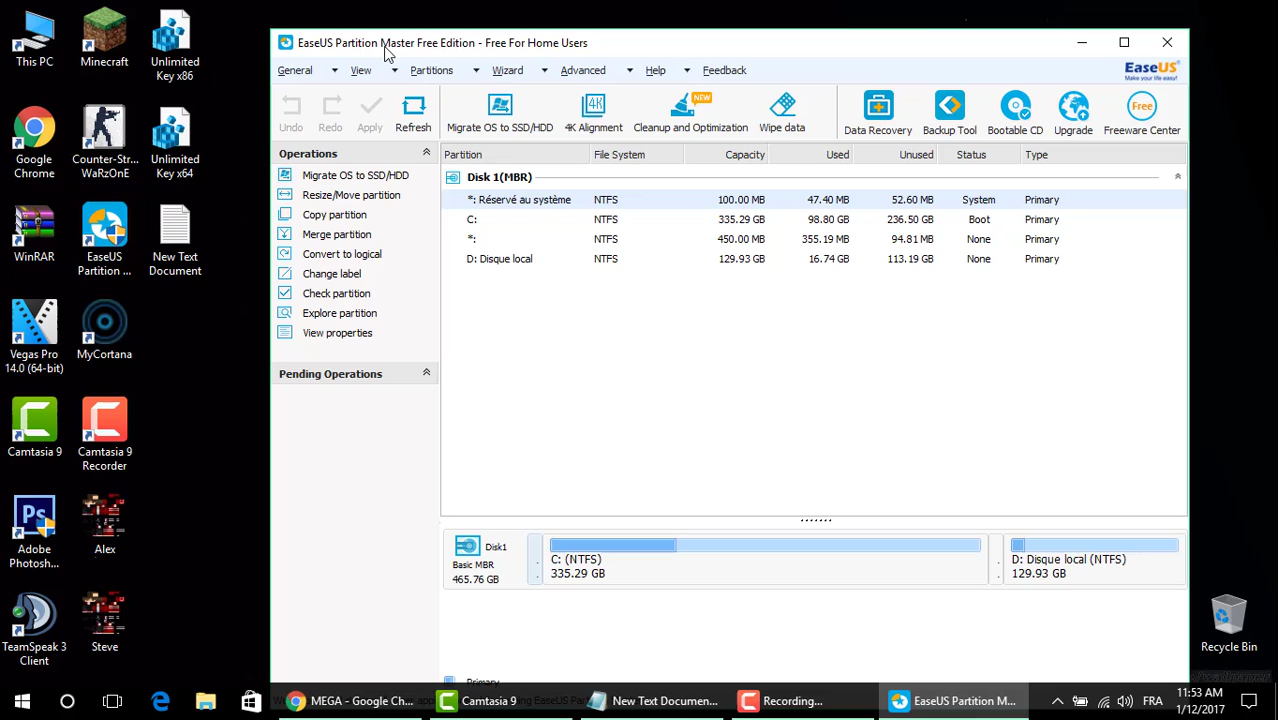 This PC
Minecraft
Unlimited
Key x86
Google
Chrome
Counter-Str...
WaRzOnE
Unlimited
Key x64
WinRAR
EaseUS
Partition ...
New Text
Document
Vegas Pro
14.0 (64-bit)
MyCortana
Camtasia 9
Camtasia 9
Recorder
Adobe
Photosh...
Alex
TeamSpeak 3
Client
Steve
Recycle Bin
EaseUS Partition Master Free Edition - Free For Home Users
General View Partitions Wizard Advanced Help Feedback
EaseUS
Make your life easy!
Undo Redo Apply Refresh Migrate OS to SSD/HDD 4K Alignment Cleanup and Optimization Wipe data Data Recovery Backup Tool Bootable CD Upgrade Freeware Center
4K
NEW
Free
Operations
Migrate OS to SSD/HDD
Resize/Move partition
Copy partition
Merge partition
Convert to logical
Change label
Check partition
Explore partition
View properties
Pending Operations
Partition File System Capacity Used Unused Status Type
Disk 1(MBR)
*: Réservé au système NTFS 100.00 MB 47.40 MB 52.60 MB System Primary
C: NTFS 335.29 GB 98.80 GB 236.50 GB Boot Primary
*: NTFS 450.00 MB 355.19 MB 94.81 MB None Primary
D: Disque local NTFS 129.93 GB 16.74 GB 113.19 GB None Primary
Disk1
Basic MBR
465.76 GB
C: (NTFS)
335.29 GB
D: Disque local (NTFS)
129.93 GB
Primary
MEGA - Google Ch...
Camtasia 9
New Text Documen...
Recording...
EaseUS Partition M...
FRC
11:53 AM
1/12/2017